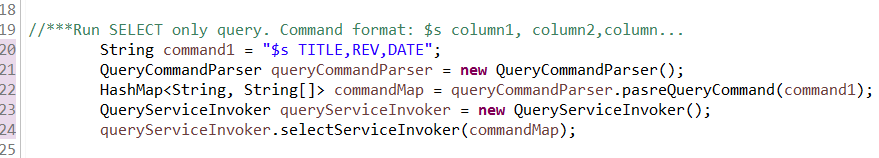 18
19 //***Run SELECT only query. Command format: $s column1, column2,column...
20 String command1 = "$s TITLE,REV,DATE";
21 QueryCommandParser queryCommandParser = new QueryCommandParser();
22 HashMap<String, String[]> commandMap = queryCommandParser.pasreQueryCommand(command1);
23 QueryServiceInvoker queryServiceInvoker = new QueryServiceInvoker();
24 queryServiceInvoker.selectServiceInvoker(commandMap);
25